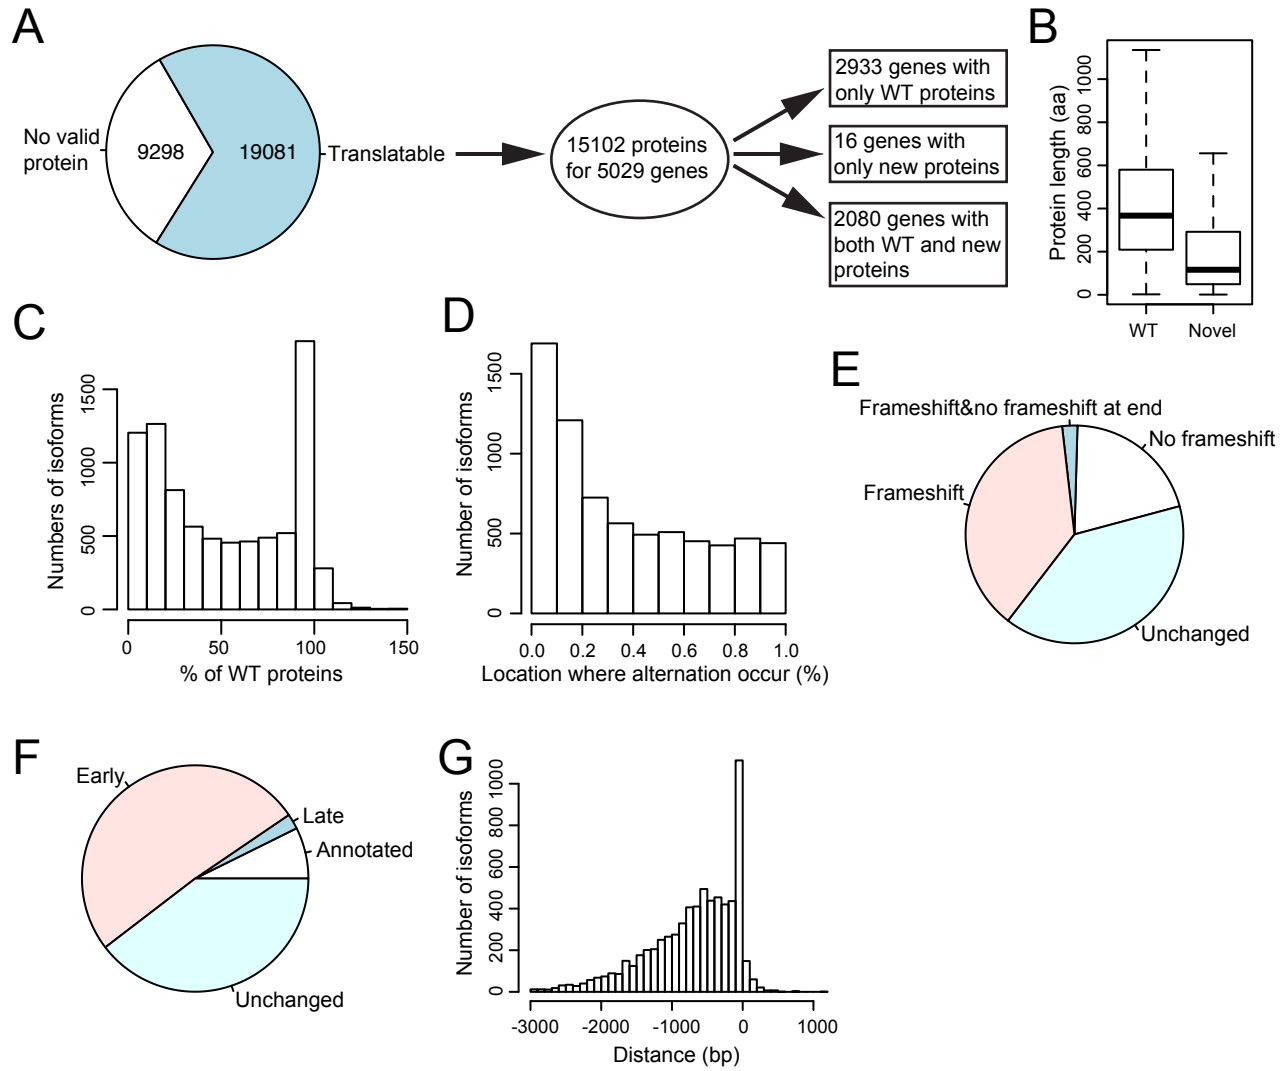 A
No valid
protein
9298
19081
Translatable
15102 proteins
for 5029 genes
2933 genes with
only WT proteins
16 genes with
only new proteins
2080 genes with
both WT and new
proteins
B
Protein length (aa)
0
200
400
600
800
1000
WT
Novel
C
Numbers of isoforms
0
500
1000
1500
0
50
100
150
% of WT proteins
D
Number of isoforms
0
500
1000
1500
0.0
0.2
0.4
0.6
0.8
1.0
Location where alternation occur (%)
E
Frameshift&no frameshift at end
No frameshift
Frameshift
Unchanged
F
Early
Late
Annotated
Unchanged
G
Number of isoforms
0
200
400
600
800
1000
-3000
-2000
-1000
0
1000
Distance (bp)